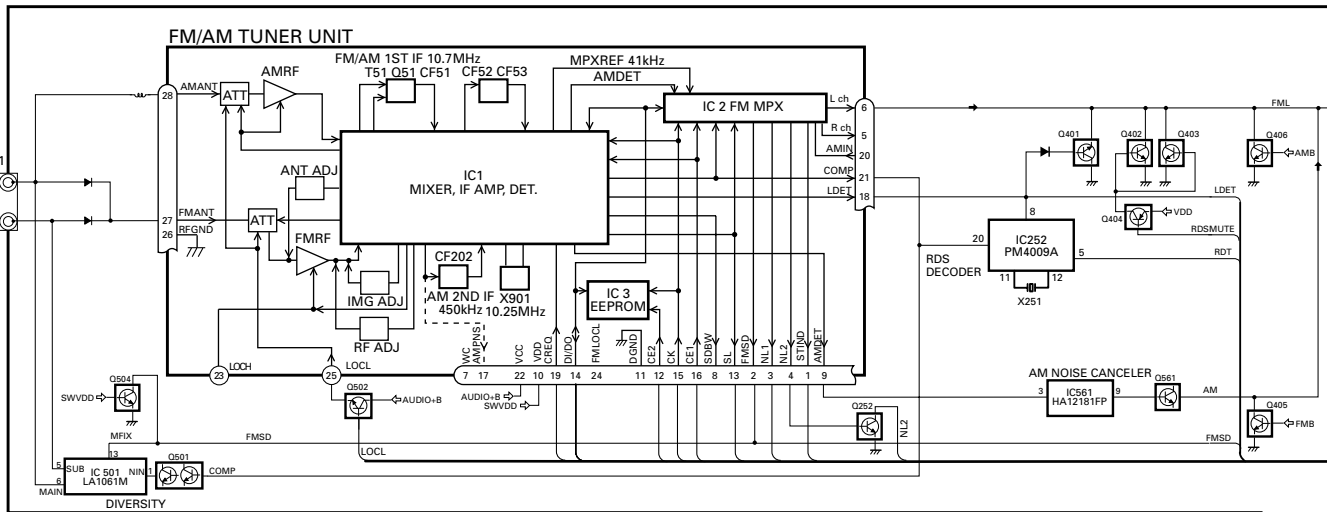 FM/AM TUNER UNIT
FM/AM 1ST IF 10.7MHz
T51 Q51 CF51
CF52 CF53
MPXREF 41kHz
AMDET
AMRF
ATT
28
AMANT
IC 2 FM MPX
L ch
6
FML
R ch
5
AMIN
20
COMP
21
LDET
18
Q401
Q402
Q403
Q406
AMB
1
ANT ADJ
IC1
MIXER, IF AMP, DET.
27
FMANT
26
RFGND
ATT
FMRF
IMG ADJ
RF ADJ
CF202
AM 2ND IF
450kHz
X901
10.25MHz
IC 3
EEPROM
LDET
Q404
VDD
RDSMUTE
8
20
IC252
PM4009A
5
RDT
RDS
DECODER
11
12
X251
23
LOCH
25
LOCL
WC
AMPNS
VCC
VDD
CREQ
DI/DO
FMLOCL
DGND
CE2
CK
CE1
SDBW
SL
FMSD
NL1
NL2
STIND
AMDET
7
17
22
10
19
14
24
11
12
15
16
8
13
2
3
4
1
9
AUDIO+B
SWVDD
Q504
SWVDD
Q502
AUDIO+B
AM NOISE CANCELER
3
IC561
HA12181FP
9
Q561
AM
Q405
FMB
Q252
NL2
MFIX
FMSD
FMSD
LOCL
13
5
SUB
6
MAIN
IC 501
LA1061M
NIN
1
Q501
COMP
DIVERSITY